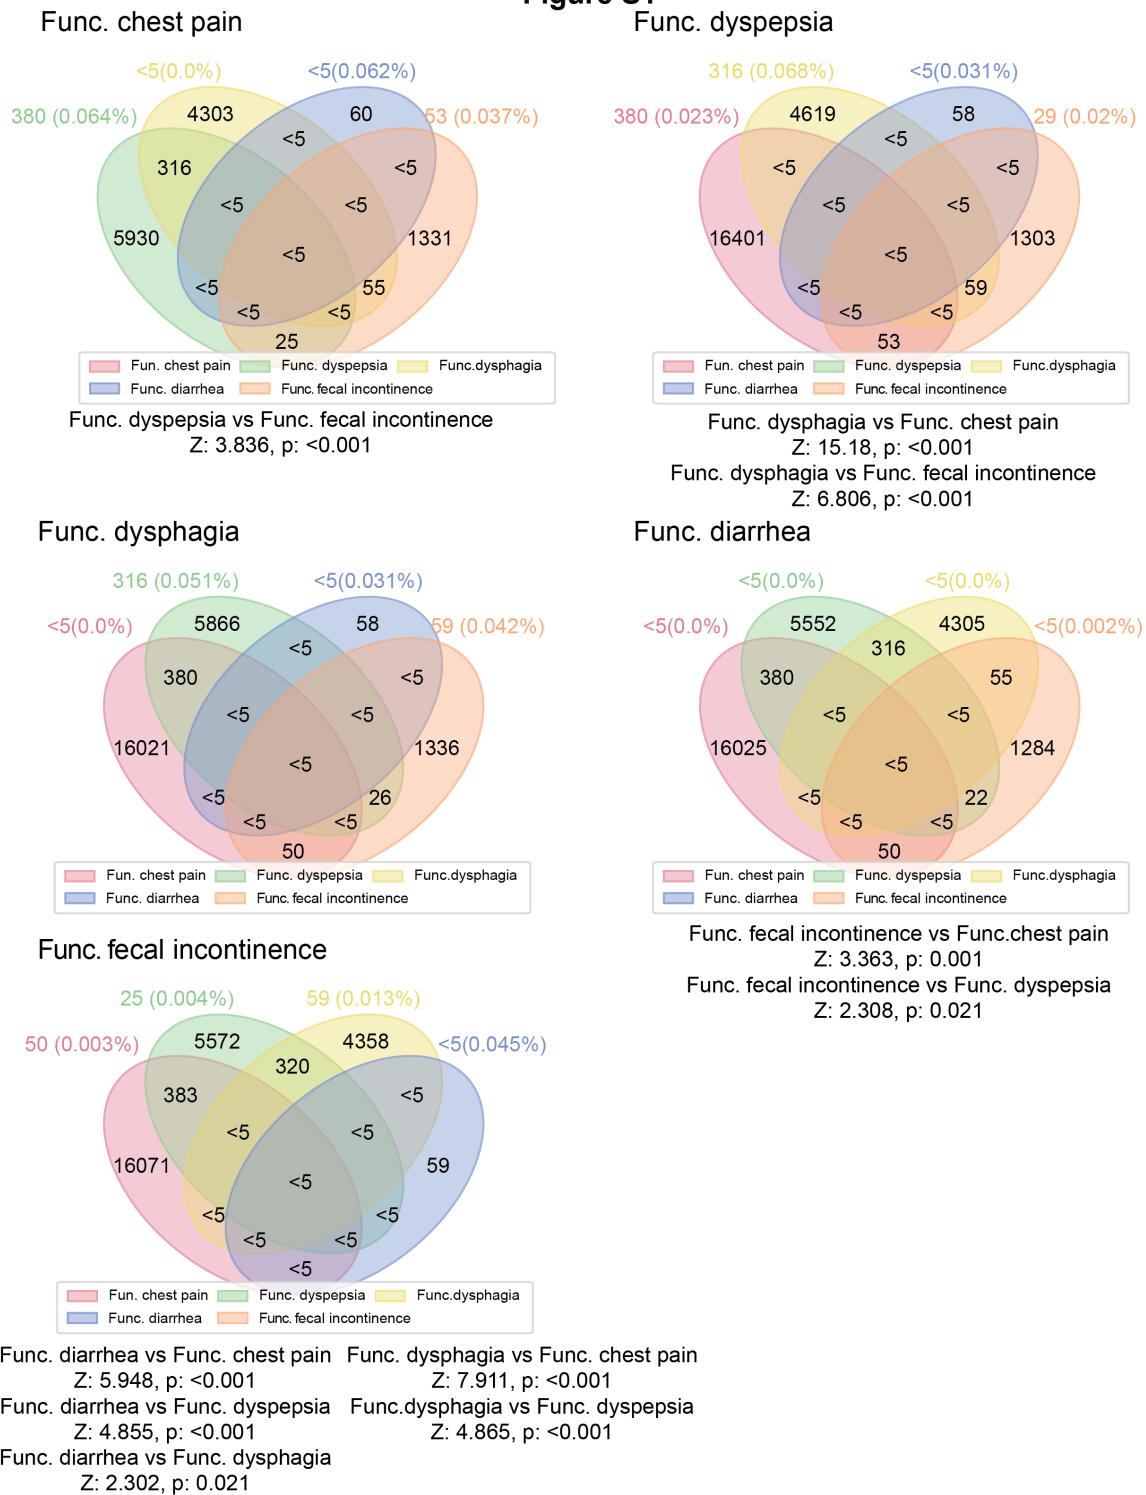 Figure S1
Func. chest pain
<5(0.0%)
<5(0.062%)
380 (0.064%)
53 (0.037%)
4303
60
<5
316
<5
<5
<5
5930
1331
<5
<5
55
<5
<5
25
Fun. chest pain
Func. dyspepsia
Func.dysphagia
Func. diarrhea
Func. fecal incontinence
Func. dyspepsia vs Func. fecal incontinence
Z: 3.836, p: <0.001
Func. dyspepsia
316 (0.068%)
<5(0.031%)
380 (0.023%)
29 (0.02%)
4619
58
<5
<5
<5
<5
<5
16401
1303
<5
<5
59
<5
<5
53
Fun. chest pain
Func. dyspepsia
Func.dysphagia
Func. diarrhea
Func. fecal incontinence
Func. dysphagia vs Func. chest pain
Z: 15.18, p: <0.001
Func. dysphagia vs Func. fecal incontinence
Z: 6.806, p: <0.001
Func. dysphagia
316 (0.051%)
<5(0.031%)
<5(0.0%)
59 (0.042%)
5866
58
<5
380
<5
<5
<5
16021
1336
<5
<5
26
<5
<5
50
Fun. chest pain
Func. dyspepsia
Func.dysphagia
Func. diarrhea
Func. fecal incontinence
Func. diarrhea
<5(0.0%)
<5(0.0%)
<5(0.0%)
<5(0.002%)
5552
4305
316
380
55
<5
<5
16025
1284
<5
<5
22
<5
<5
50
Fun. chest pain
Func. dyspepsia
Func.dysphagia
Func. diarrhea
Func. fecal incontinence
Func. fecal incontinence vs Func.chest pain
Z: 3.363, p: 0.001
Func. fecal incontinence vs Func. dyspepsia
Z: 2.308, p: 0.021
Func. fecal incontinence
25 (0.004%)
59 (0.013%)
50 (0.003%)
<5(0.045%)
5572
4358
320
383
<5
<5
<5
16071
59
<5
<5
<5
<5
<5
<5
Fun. chest pain
Func. dyspepsia
Func.dysphagia
Func. diarrhea
Func. fecal incontinence
Func. diarrhea vs Func. chest pain
Z: 5.948, p: <0.001
Func. diarrhea vs Func. dyspepsia
Z: 4.855, p: <0.001
Func. diarrhea vs Func. dysphagia
Z: 2.302, p: 0.021
Func. dysphagia vs Func. chest pain
Z: 7.911, p: <0.001
Func.dysphagia vs Func. dyspepsia
Z: 4.865, p: <0.001